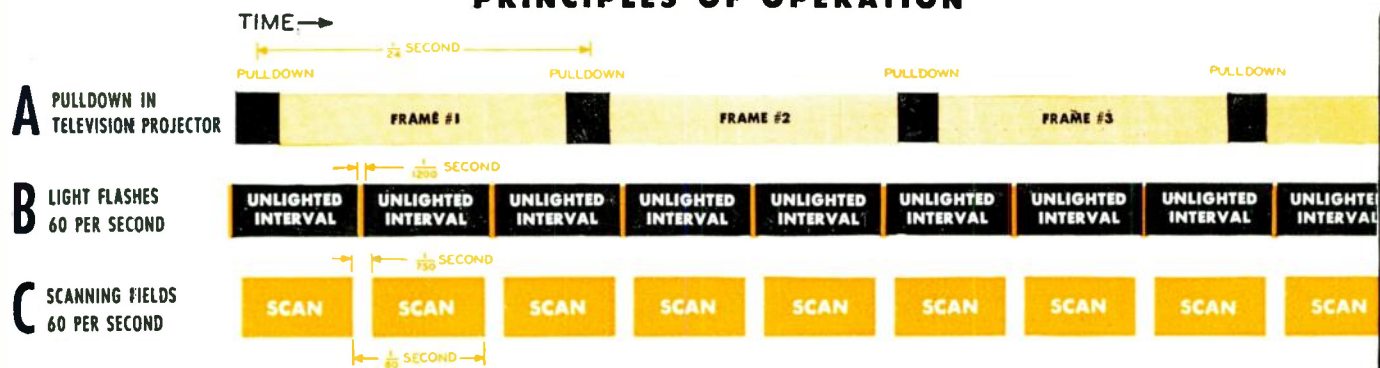 PRINCIPLES OF OPERATION
TIME →
1/24 SECOND
PULLDOWN PULLDOWN PULLDOWN PULLDOWN
A PULLDOWN IN
TELEVISION PROJECTOR
FRAME #1 FRAME #2 FRAME #3
1/1200 SECOND
B LIGHT FLASHES
60 PER SECOND
UNLIGHTED UNLIGHTED UNLIGHTED UNLIGHTED UNLIGHTED UNLIGHTED UNLIGHTED UNLIGHTED UNLIGHTE
INTERVAL INTERVAL INTERVAL INTERVAL INTERVAL INTERVAL INTERVAL INTERVAL INTERVAL
1/750 SECOND
C SCANNING FIELDS
60 PER SECOND
SCAN SCAN SCAN SCAN SCAN SCAN SCAN SCAN SCAN
1/60 SECOND